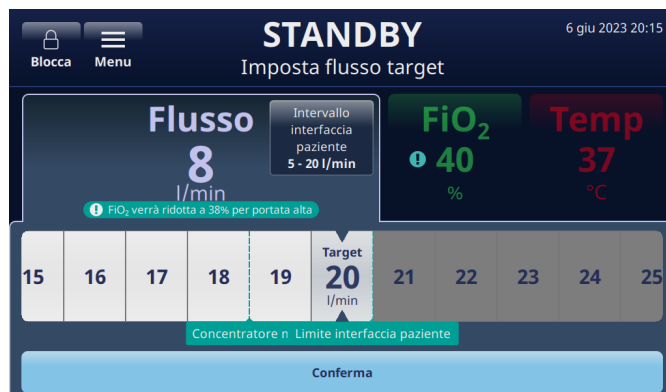 STANDBY
6 giu 2023 20:15
Blocca
Menu
Imposta flusso target
Flusso
8
l/min
Intervallo
interfaccia
paziente
5 - 20 l/min
FiO₂
40
%
Temp
37
°C
FiO₂ verrà ridotta a 38% per portata alta
15 16 17 18 19
Target
20
l/min
21 22 23 24 25
Concentratore n
Limite interfaccia paziente
Conferma